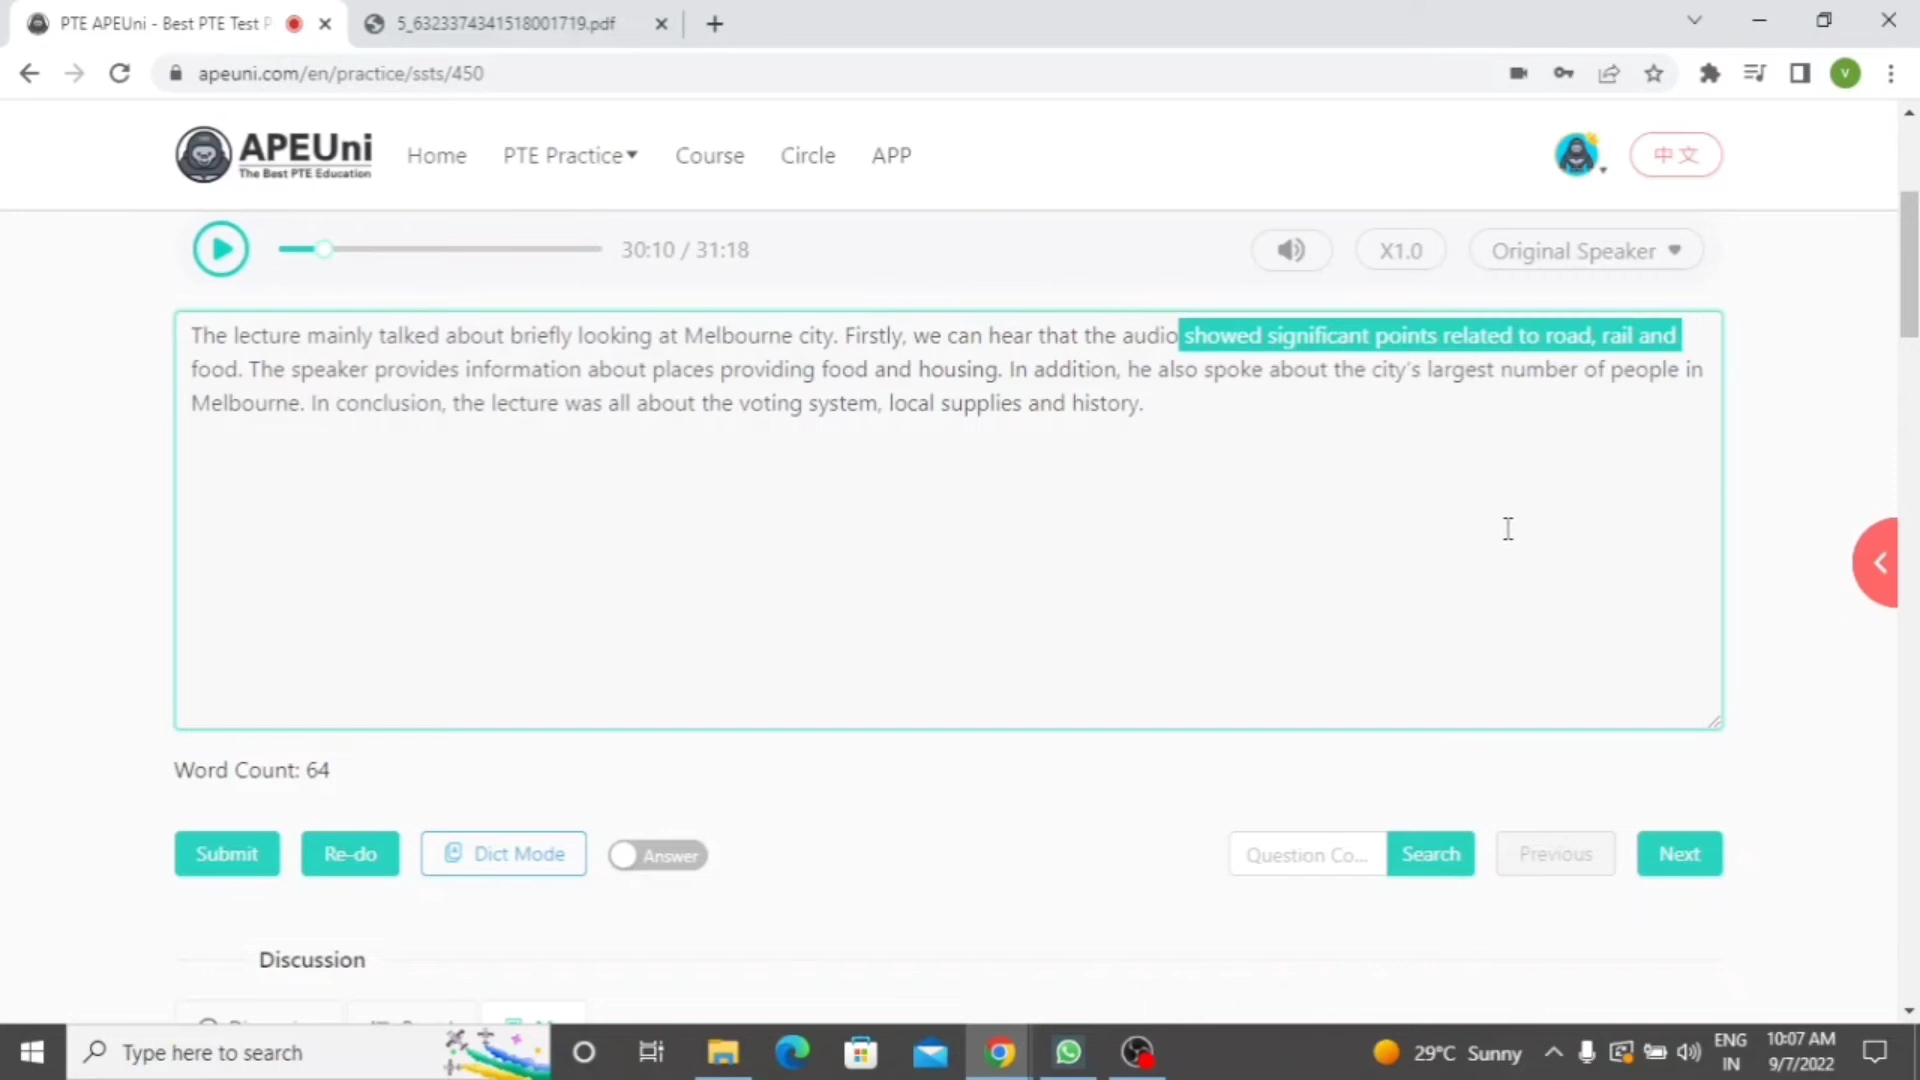 PTE APEUni - Best PTE Test P
5_6323374341518001719.pdf
apeuni.com/en/practice/ssts/450
V
APEUni
The Best PTE Education
Home
PTE Practice
Course
Circle
APP
中文
30:10 / 31:18
X1.0
Original Speaker
The lecture mainly talked about briefly looking at Melbourne city. Firstly, we can hear that the audio showed significant points related to road, rail and
food. The speaker provides information about places providing food and housing. In addition, he also spoke about the city's largest number of people in
Melbourne. In conclusion, the lecture was all about the voting system, local supplies and history.
Word Count: 64
Submit
Re-do
Dict Mode
Answer
Question Co...
Search
Previous
Next
Discussion
Type here to search
29°C Sunny
ENG
IN
10:07 AM
9/7/2022